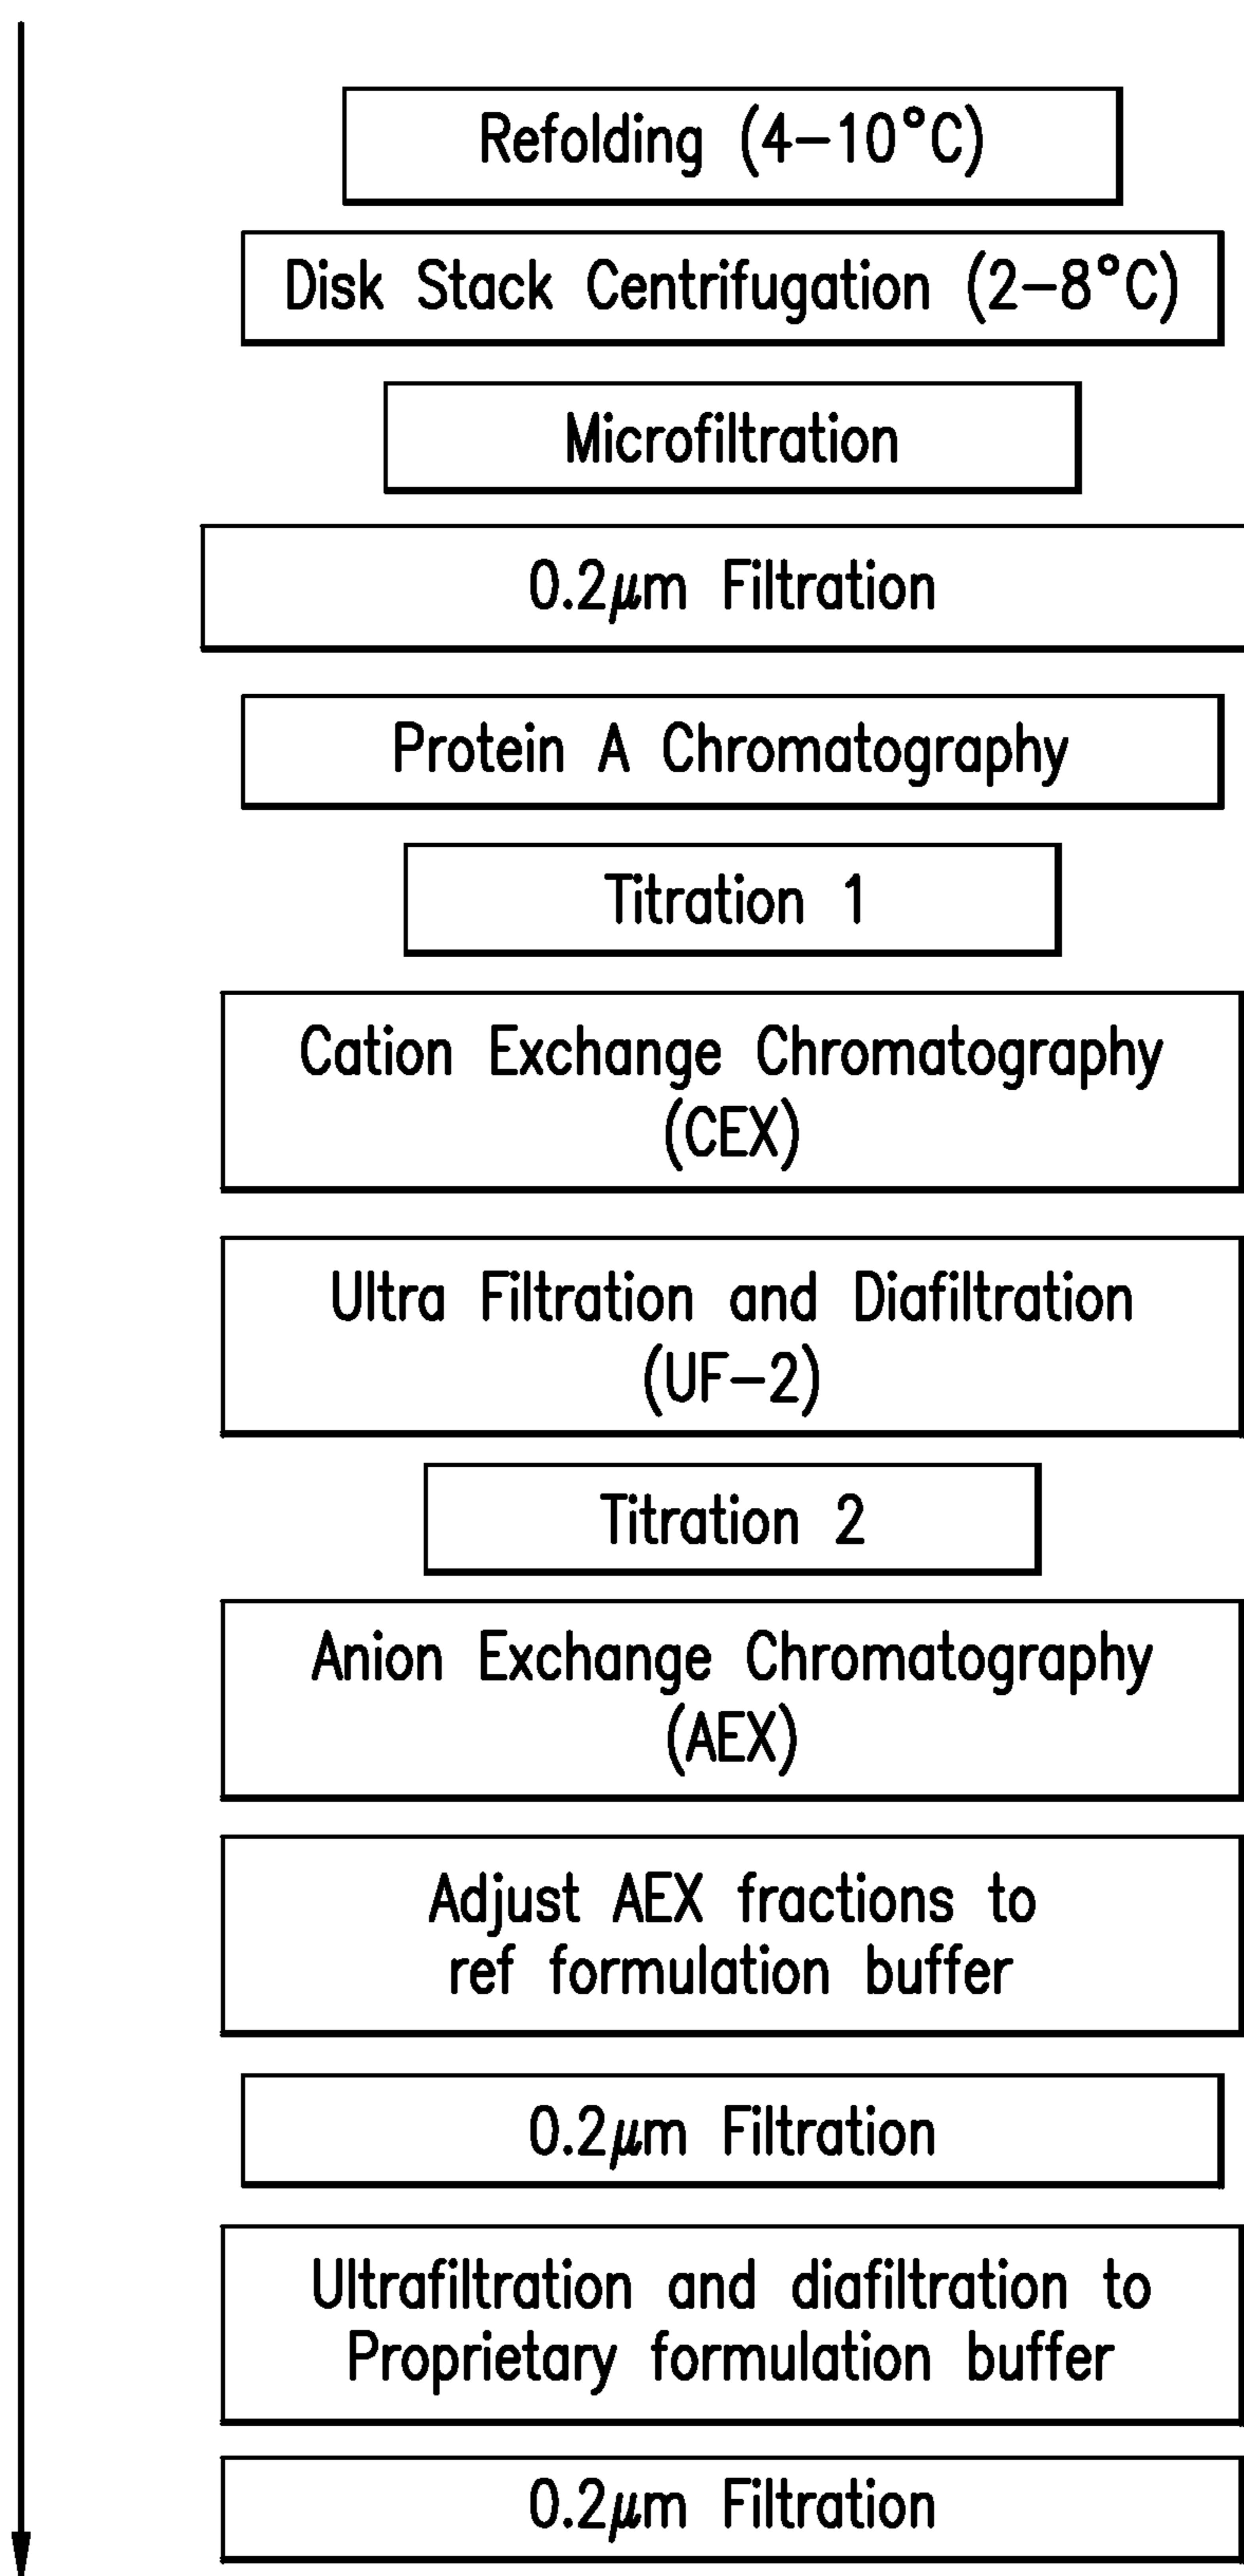 Refolding (4–10°C)
Disk Stack Centrifugation (2–8°C)
Microfiltration
0.2μm Filtration
Protein A Chromatography
Titration 1
Cation Exchange Chromatography
(CEX)
Ultra Filtration and Diafiltration
(UF–2)
Titration 2
Anion Exchange Chromatography
(AEX)
Adjust AEX fractions to
ref formulation buffer
0.2μm Filtration
Ultrafiltration and diafiltration to
Proprietary formulation buffer
0.2μm Filtration